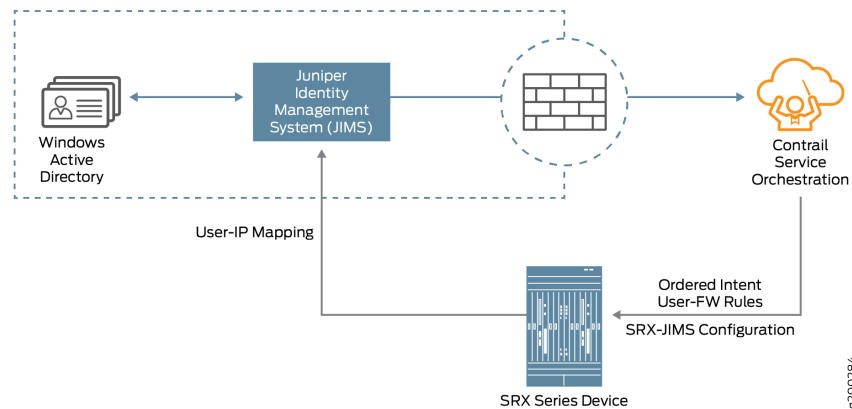 Juniper
Identity
Management
System (JIMS)
Windows
Active
Directory
Contrail
Service
Orchestration
User-IP Mapping
Ordered Intent
User-FW Rules
SRX-JIMS Configuration
SRX Series Device
g200284